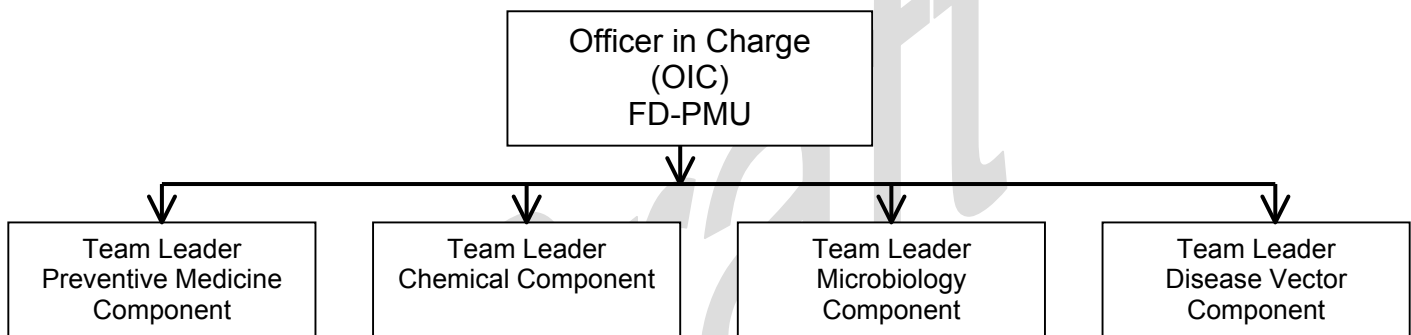 Officer in Charge
(OIC)
FD-PMU
Team Leader
Preventive Medicine
Component
Team Leader
Chemical Component
Team Leader
Microbiology
Component
Team Leader
Disease Vector
Component